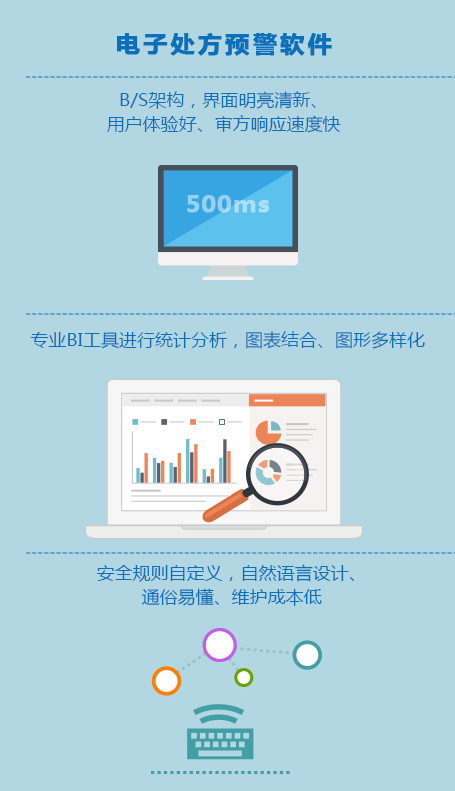 电子处方预警软件
B/S架构，界面明亮清新、
用户体验好、审方响应速度快
500ms
专业BI工具进行统计分析，图表结合、图形多样化
安全规则自定义，自然语言设计、
通俗易懂、维护成本低